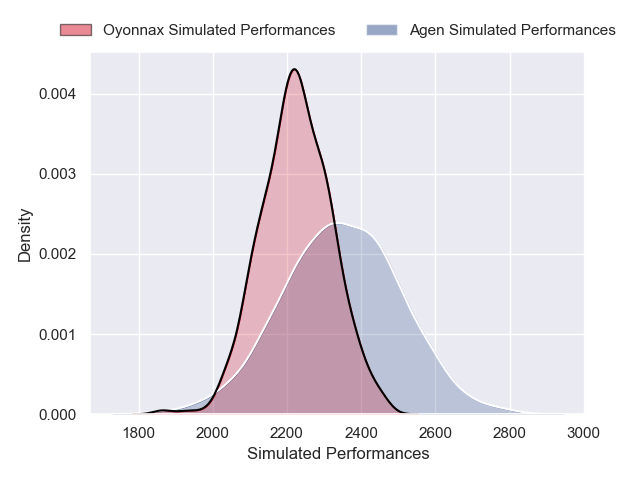 Oyonnax Simulated Performances Agen Simulated Performances
0.004
0.003
0.002
0.001
0.000
Density
1800 2000 2200 2400 2600 2800 3000
Simulated Performances